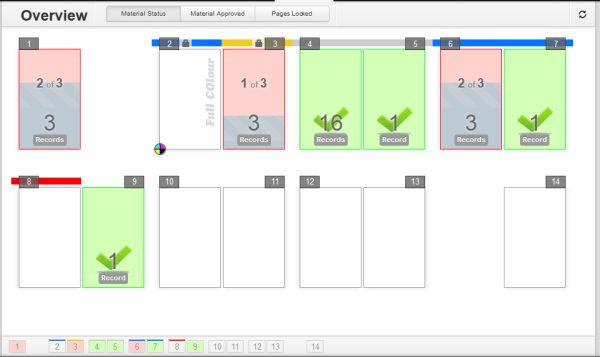 Overview
Material Status
Material Approved
Pages Locked
1
2
3
4
5
6
7
2 of 3
3
Records
Full COlour
1 of 3
3
Records
16
Records
1
Record
2 of 3
3
Records
1
Record
8
9
10
11
12
13
14
1
Record
1 2 3 4 5 6 7 8 9 10 11 12 13 14